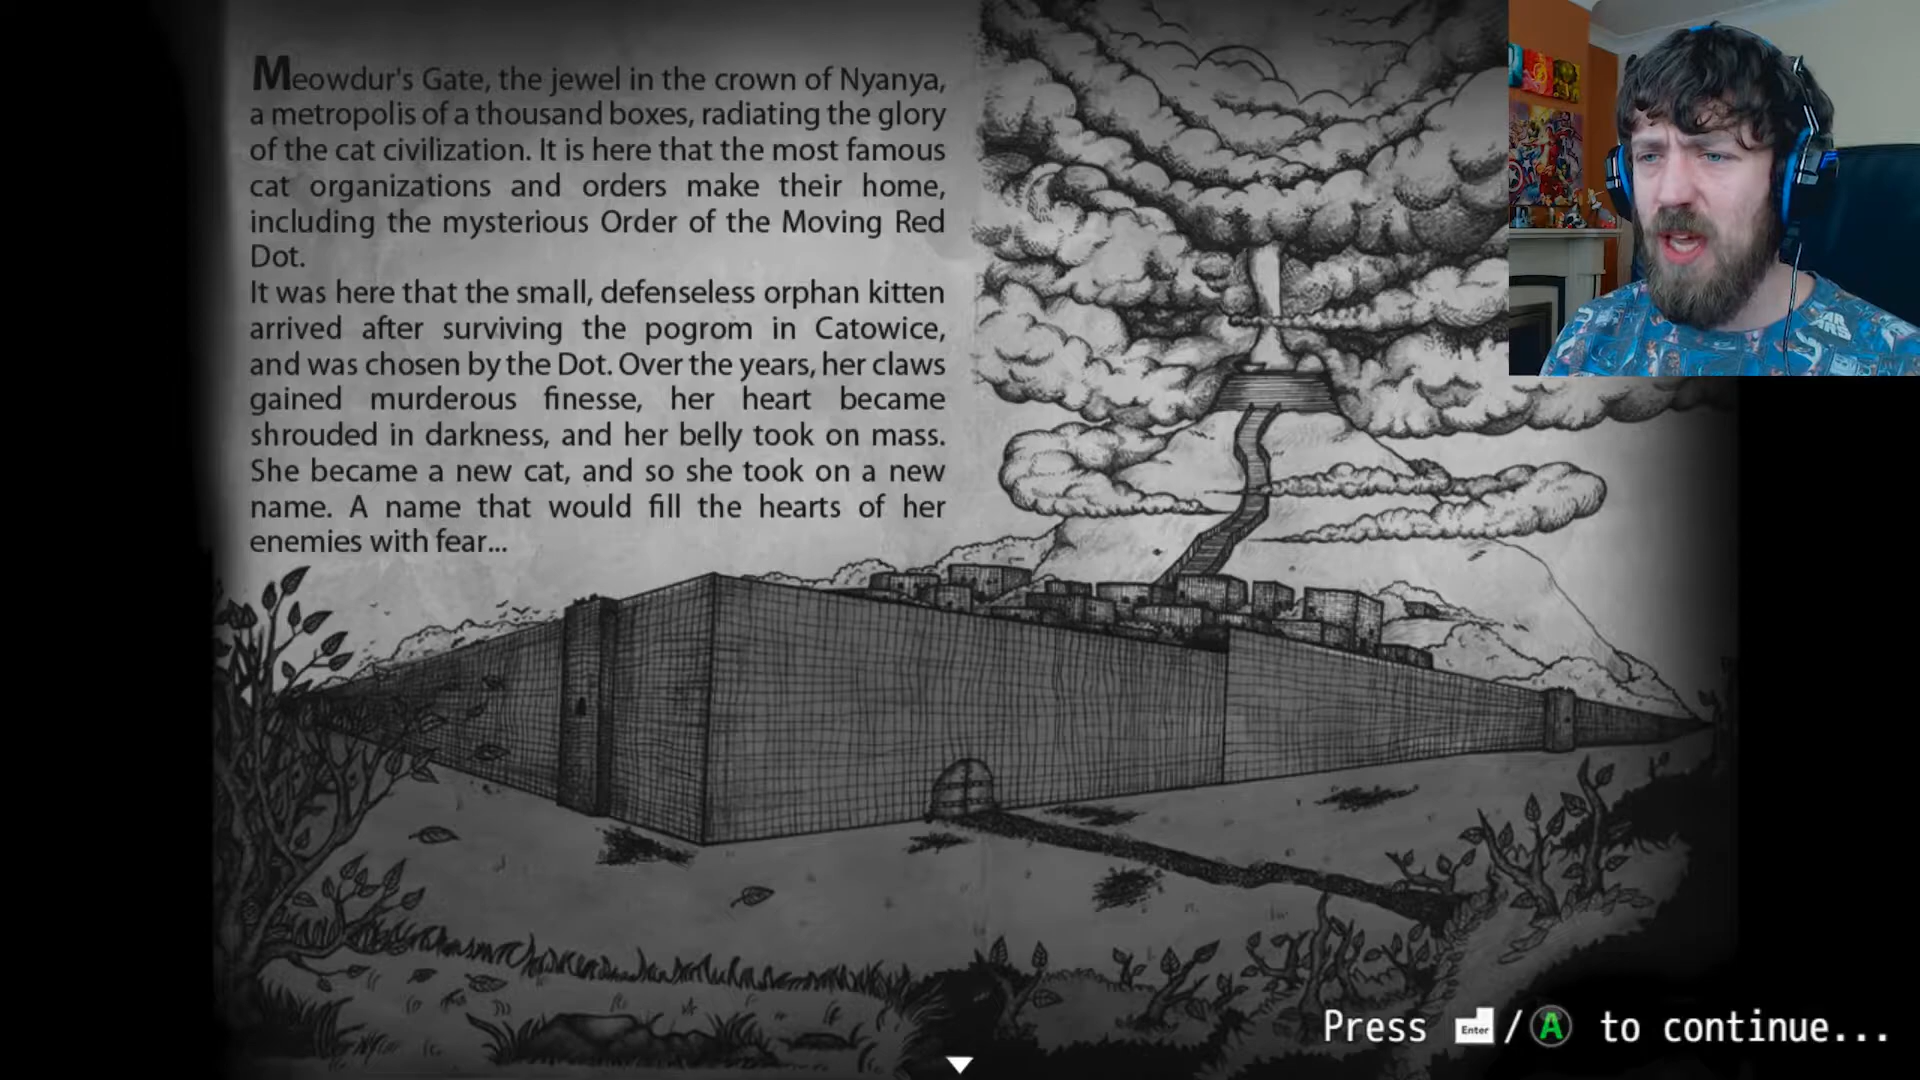 Meowdur's Gate, the jewel in the crown of Nyanya,
a metropolis of a thousand boxes, radiating the glory
of the cat civilization. It is here that the most famous
cat organizations and orders make their home,
including the mysterious Order of the Moving Red
Dot.
It was here that the small, defenseless orphan kitten
arrived after surviving the pogrom in Catowice,
and was chosen by the Dot. Over the years, her claws
gained murderous finesse, her heart became
shrouded in darkness, and her belly took on mass.
She became a new cat, and so she took on a new
name. A name that would fill the hearts of her
enemies with fear...
Press Enter / A to continue...
STAR WARS